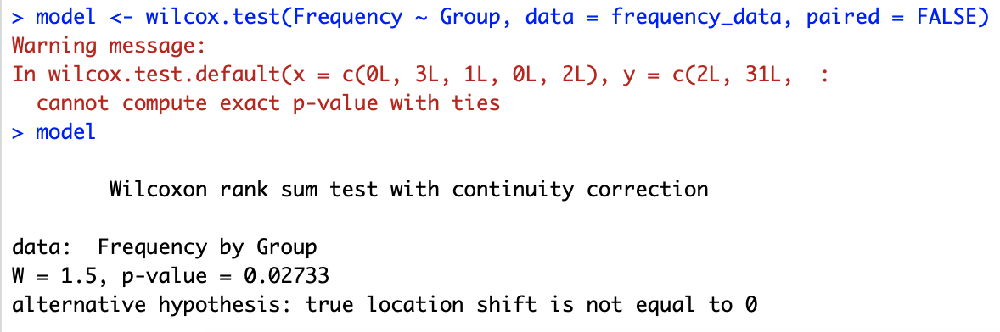 > model <- wilcox.test(Frequency ~ Group, data = frequency_data, paired = FALSE)
Warning message:
In wilcox.test.default(x = c(0L, 3L, 1L, 0L, 2L), y = c(2L, 31L,  :
  cannot compute exact p-value with ties
> model

        Wilcoxon rank sum test with continuity correction

data:  Frequency by Group
W = 1.5, p-value = 0.02733
alternative hypothesis: true location shift is not equal to 0